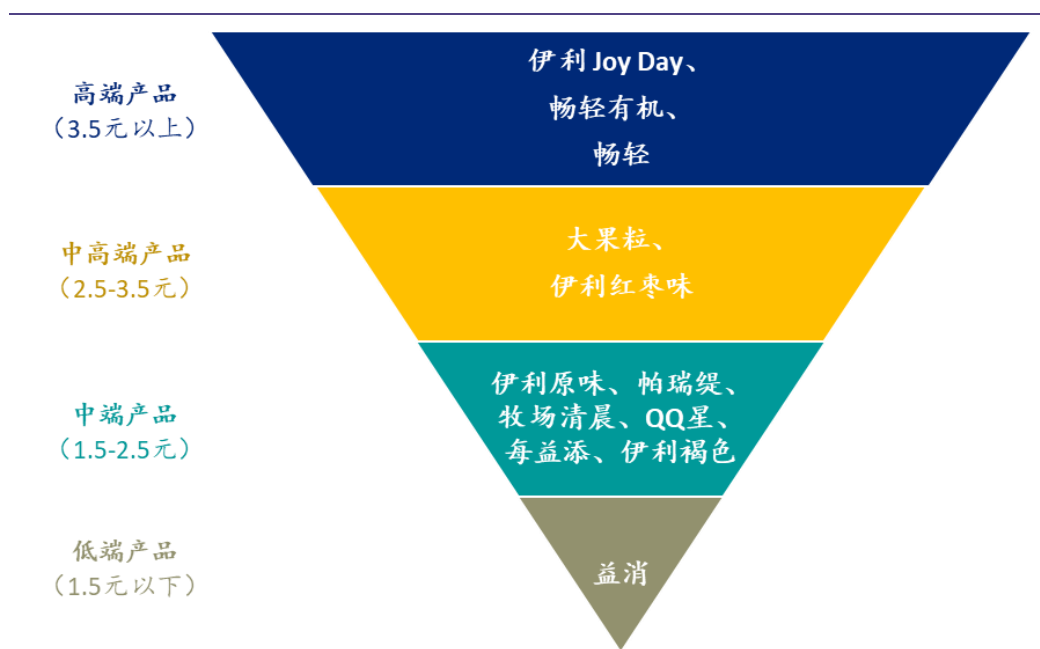 高端产品
（3.5元以上）
伊利 Joy Day、
畅轻有机、
畅轻
中高端产品
（2.5-3.5元）
大果粒、
伊利红枣味
中端产品
（1.5-2.5元）
伊利原味、帕瑞缇、
牧场清晨、QQ星、
每益添、伊利褐色
低端产品
（1.5元以下）
益消